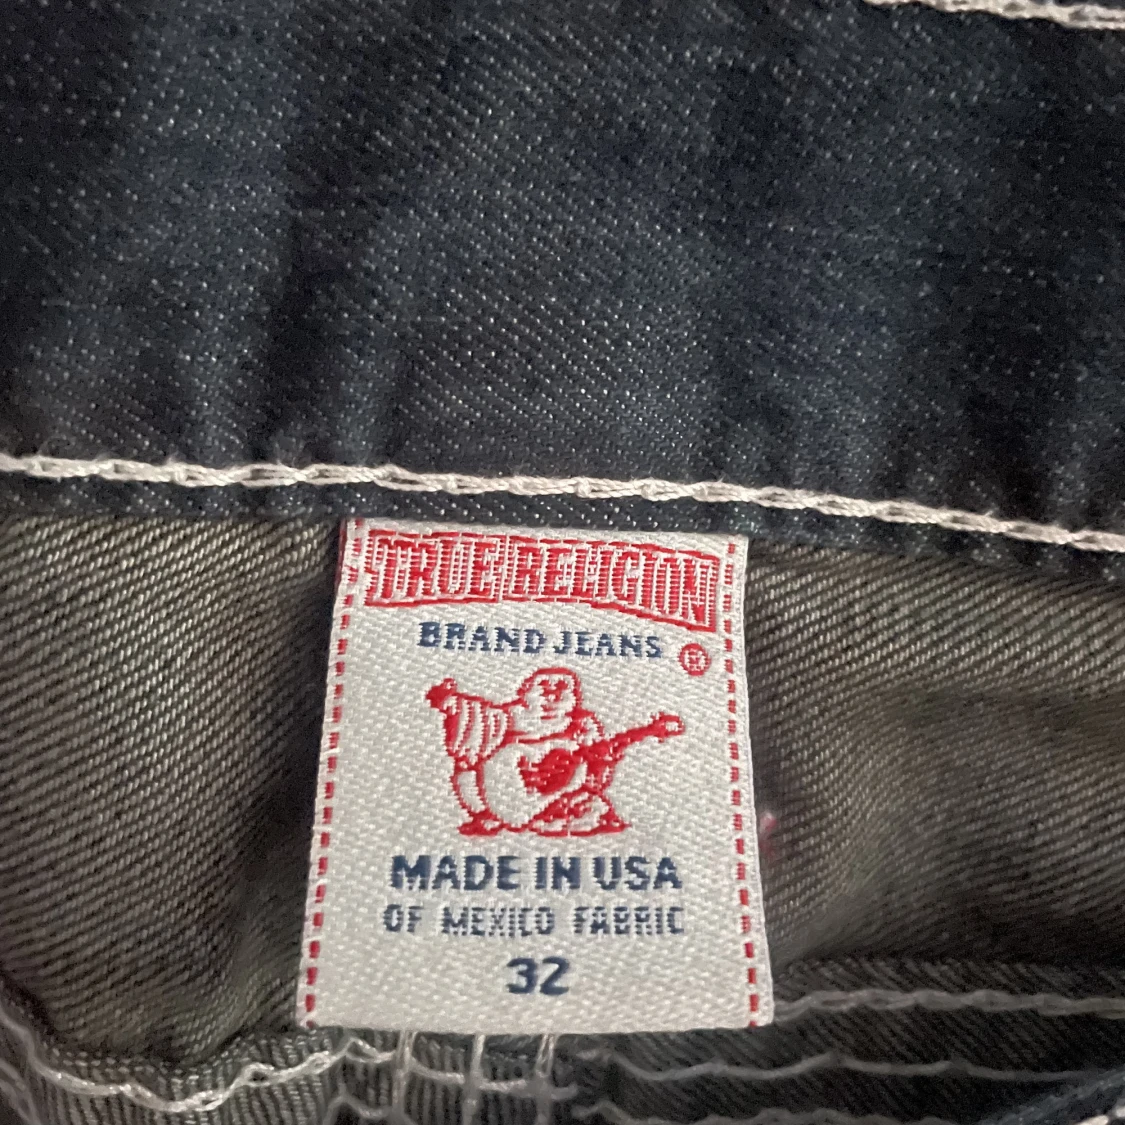 TRUE RELIGION
BRAND JEANS ®
MADE IN USA
OF MEXICO FABRIC
32